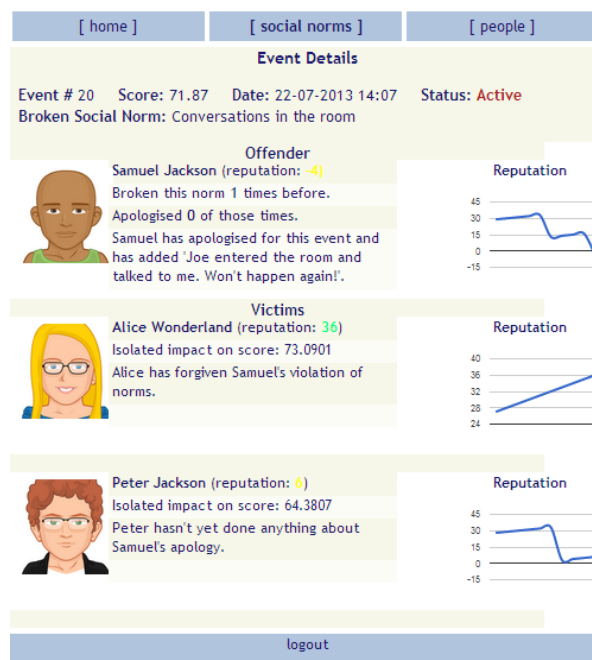 [ home ] [ social norms ] [ people ]
Event Details
Event # 20 Score: 71.87 Date: 22-07-2013 14:07 Status: Active
Broken Social Norm: Conversations in the room
Offender
Samuel Jackson (reputation: -4)
Broken this norm 1 times before.
Apologised 0 of those times.
Samuel has apologised for this event and
has added 'Joe entered the room and
talked to me. Won't happen again!'.
Reputation
45
30
15
0
-15
Victims
Alice Wonderland (reputation: 36)
Isolated impact on score: 73.0901
Alice has forgiven Samuel's violation of
norms.
Reputation
40
36
32
28
24
Peter Jackson (reputation: 6)
Isolated impact on score: 64.3807
Peter hasn't yet done anything about
Samuel's apology.
Reputation
45
30
15
0
-15
logout